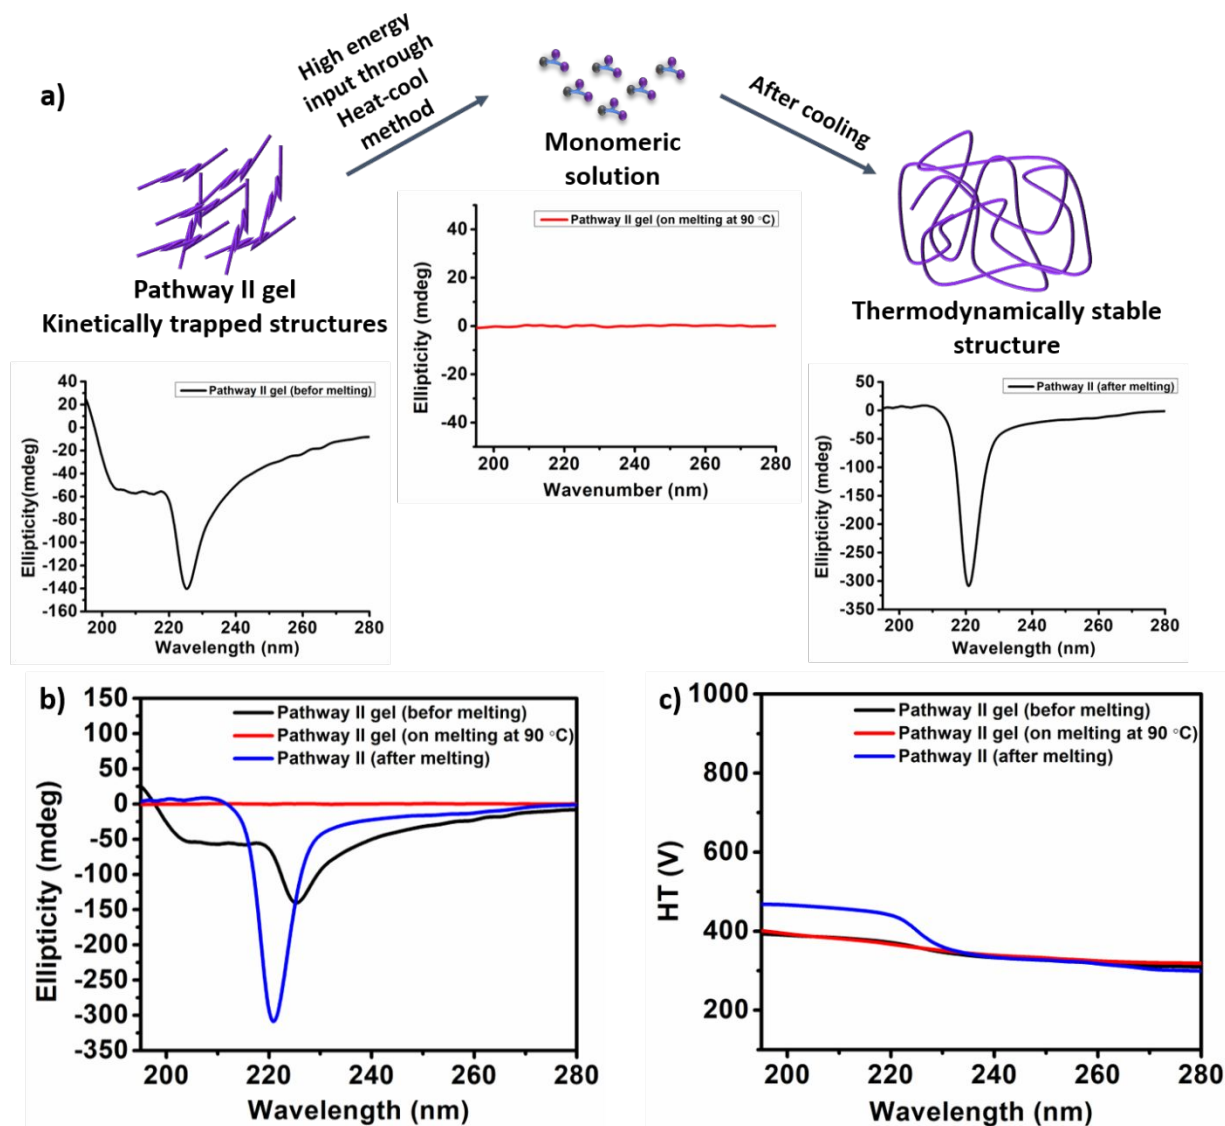 a)
High energy
input through
Heat-cool
method
Monomeric
solution
After cooling
Pathway II gel
Kinetically trapped structures
Thermodynamically stable
structure
Pathway II gel (on melting at 90 °C)
Ellipticity (mdeg)
40
20
0
-20
-40
200 220 240 260 280
Wavenumber (nm)
Pathway II gel (befor melting)
Ellipticity(mdeg)
40
20
0
-20
-40
-60
-80
-100
-120
-140
-160
200 220 240 260 280
Wavelength (nm)
Pathway II (after melting)
Ellipticity (mdeg)
50
0
-50
-100
-150
-200
-250
-300
-350
200 220 240 260 280
Wavelength (nm)
b)
Pathway II gel (befor melting)
Pathway II gel (on melting at 90 °C)
Pathway II (after melting)
Ellipticity (mdeg)
150
100
50
0
-50
-100
-150
-200
-250
-300
-350
200 220 240 260 280
Wavelength (nm)
c)
Pathway II gel (befor melting)
Pathway II gel (on melting at 90 °C)
Pathway II (after melting)
HT (V)
1000
800
600
400
200
200 220 240 260 280
Wavelength (nm)